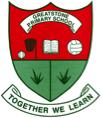 GREATSTONE
PRIMARY SCHOOL
TOGETHER WE LEARN